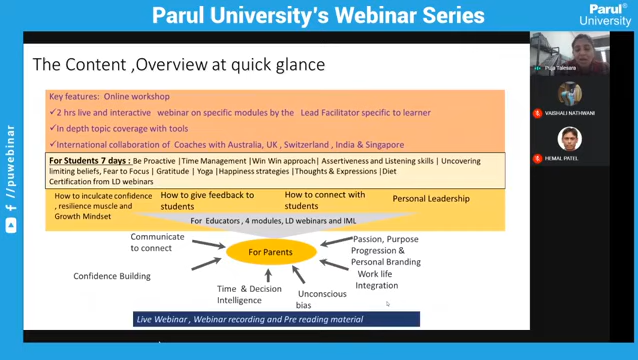 Parul University's Webinar Series
Parul
University
The Content ,Overview at quick glance
Key features: Online workshop
✓2 hrs live and interactive webinar on specific modules by the Lead Facilitator specific to learner
✓In depth topic coverage with tools
✓International collaboration of Coaches with Australia, UK , Switzerland , India & Singapore
For Students 7 days : Be Proactive |Time Management| Win Win approach| Assertiveness and Listening skills | Uncovering
limiting beliefs, Fear to Focus | Gratitude | Yoga |Happiness strategies |Thoughts & Expressions |Diet
Certification from LD webinars
How to inculcate confidence
, resilience muscle and
Growth Mindset
How to give feedback to
students
How to connect with
students
Personal Leadership
For Educators, 4 modules, LD webinars and IML
Communicate
to connect
For Parents
Passion, Purpose
Progression &
Personal Branding
Work life
Integration
Confidence Building
Time & Decision
Intelligence
Unconscious
bias
Live Webinar , Webinar recording and Pre reading material
/puwebinar
Puja Talesara
VAISHALI NATHWANI
HEMAL PATEL